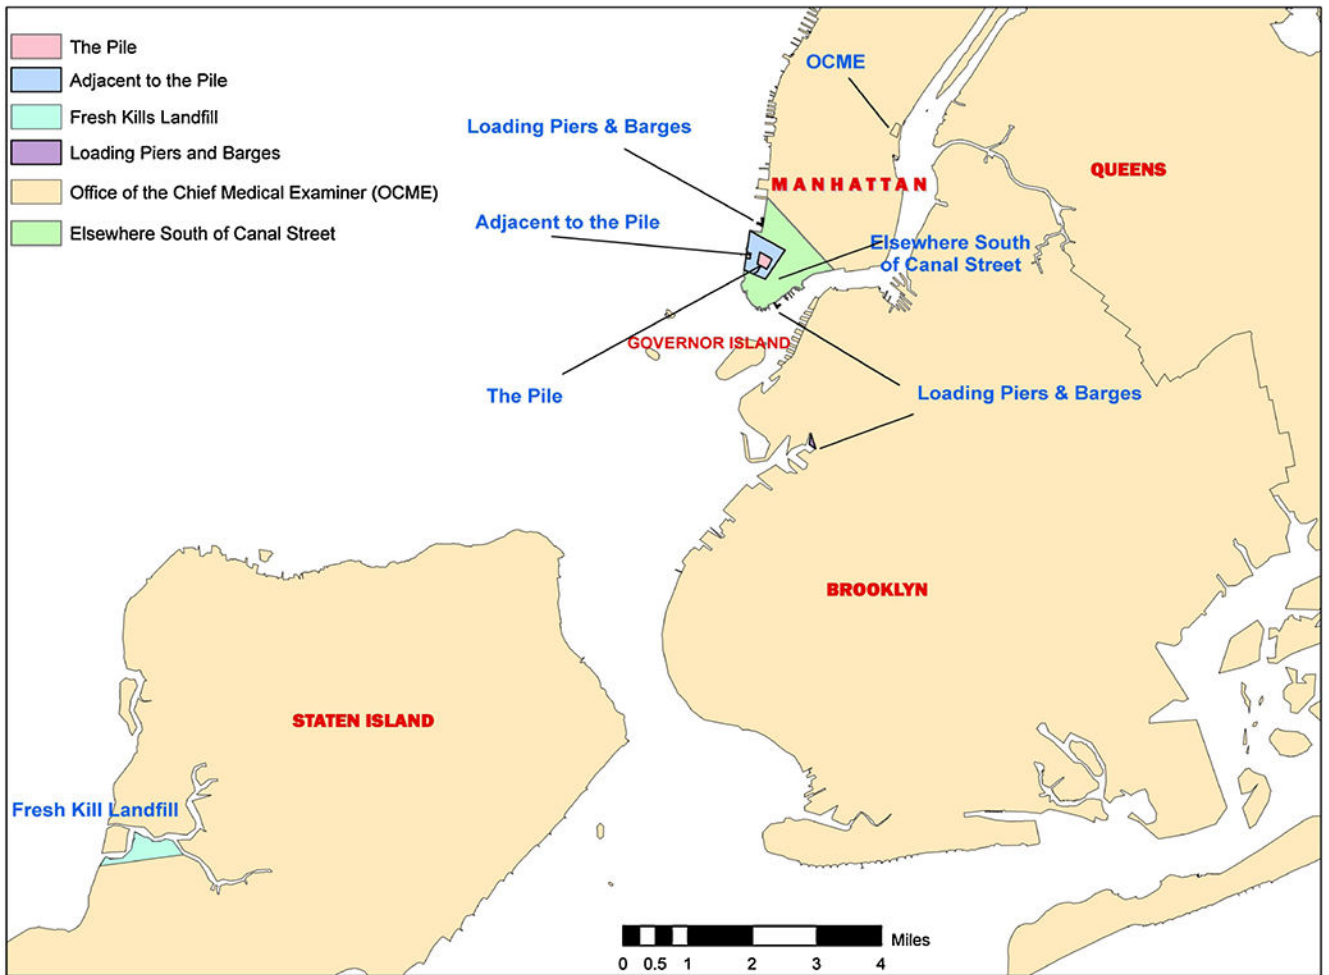 The Pile
Adjacent to the Pile
Fresh Kills Landfill
Loading Piers and Barges
Office of the Chief Medical Examiner (OCME)
Elsewhere South of Canal Street
OCME
Loading Piers & Barges
MANHATTAN
QUEENS
Adjacent to the Pile
Elsewhere South
of Canal Street
GOVERNOR ISLAND
The Pile
Loading Piers & Barges
BROOKLYN
STATEN ISLAND
Fresh Kill Landfill
Miles
0 0.5 1 2 3 4